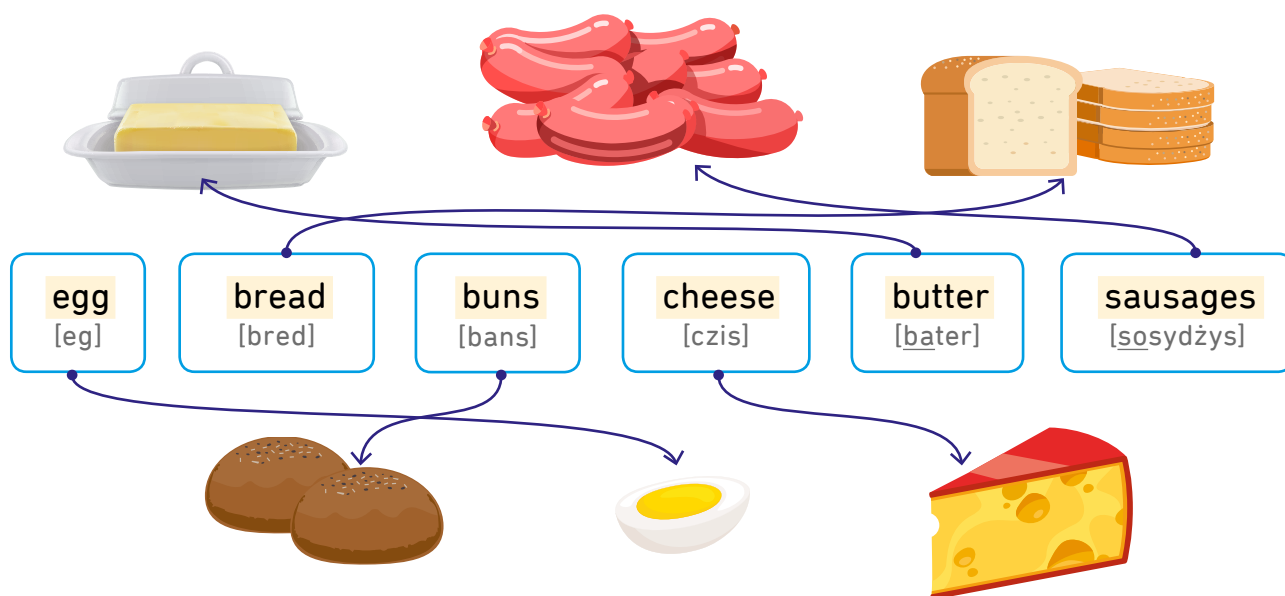 egg
[eg]
bread
[bred]
buns
[bans]
cheese
[czis]
butter
[bater]
sausages
[sosydżys]